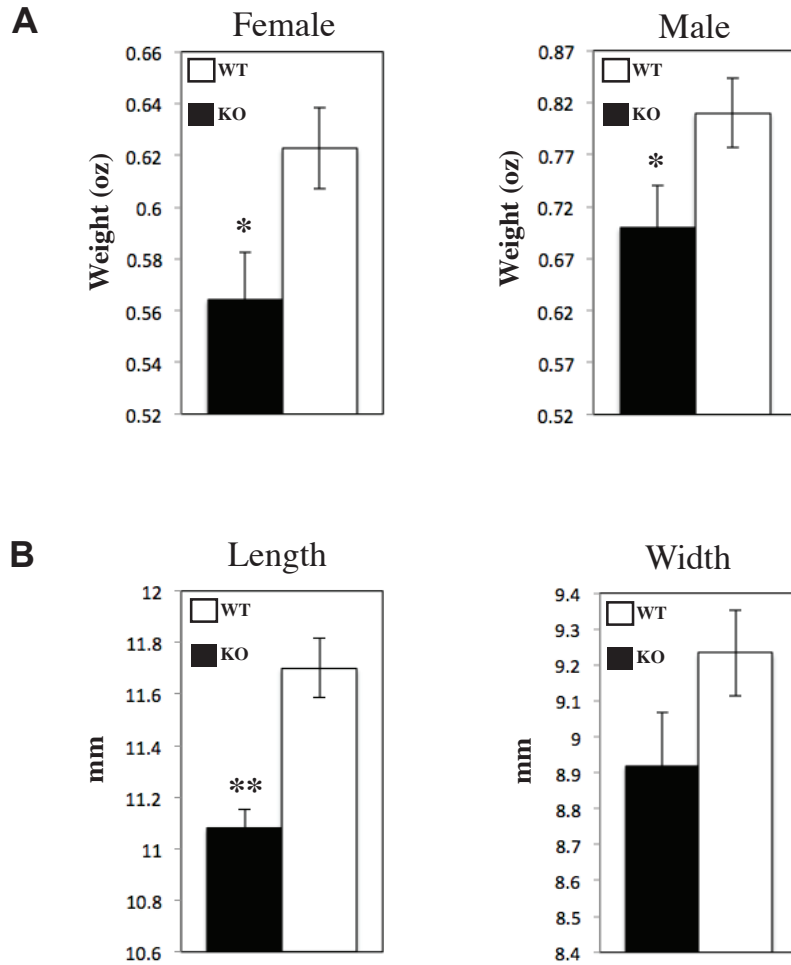 A
Female
Weight (oz)
0.66
0.64
0.62
0.6
0.58
0.56
0.54
0.52
WT
KO
*
Male
Weight (oz)
0.87
0.82
0.77
0.72
0.67
0.62
0.57
0.52
WT
KO
*
B
Length
mm
12
11.8
11.6
11.4
11.2
11
10.8
10.6
WT
KO
**
Width
mm
9.4
9.3
9.2
9.1
9
8.9
8.8
8.7
8.6
8.5
8.4
WT
KO